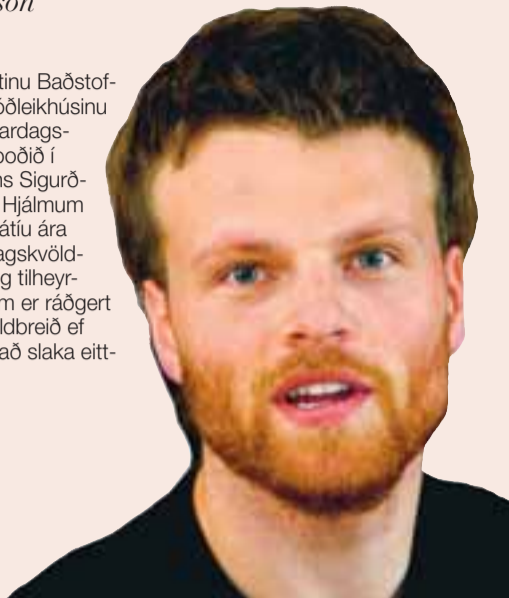 son
tinu Baðstof-
óðleikhúsinu
ardags-
boðið í
ns Sigurð-
Hjálmum
átíu ára
agskvöld-
g tilheyr-
m er ráðgert
ldbreið ef
að slaka eitt-